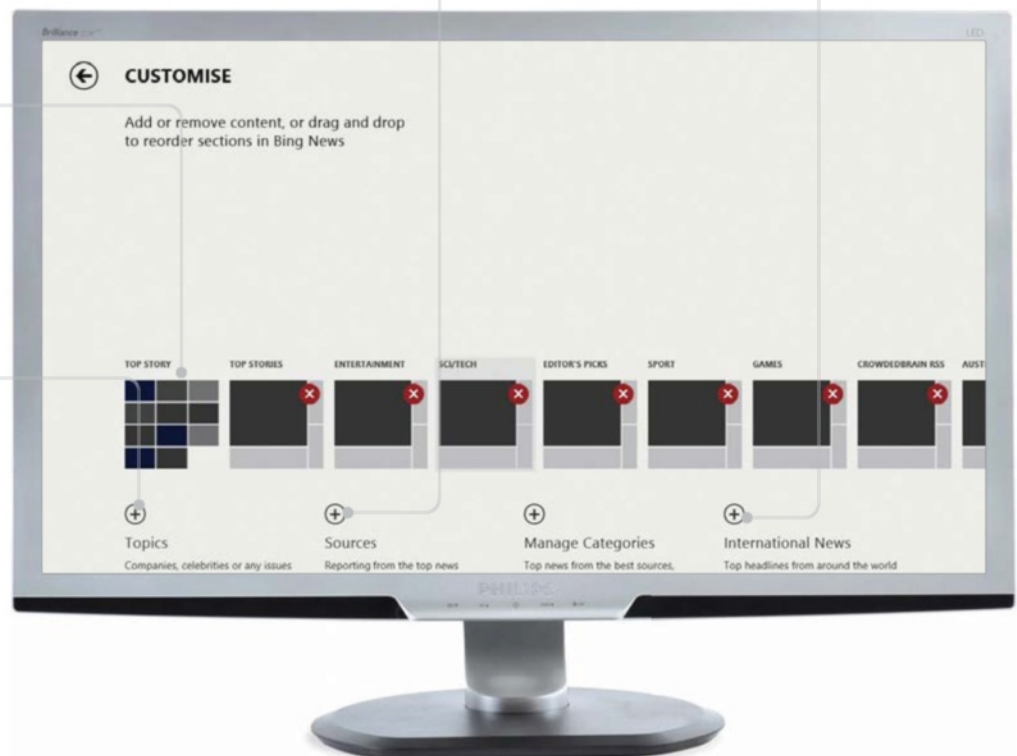 Brilliance
LED
CUSTOMISE
Add or remove content, or drag and drop
to reorder sections in Bing News
TOP STORY
TOP STORIES
ENTERTAINMENT
SCI/TECH
EDITOR'S PICKS
SPORT
GAMES
CROWDEDBRAIN RSS
Topics
Companies, celebrities or any issues
Sources
Reporting from the top news
Manage Categories
Top news from the best sources,
International News
Top headlines from around the world
PHILIPS